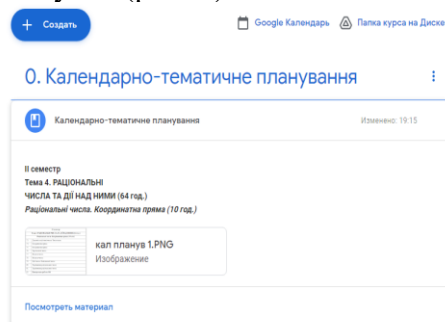 Создать
Google Календарь
Папка курса на Диске
0. Календарно-тематичне планування
Календарно-тематичне планування
Изменено: 19:15
ІІ семестр
Тема 4. РАЦІОНАЛЬНІ
ЧИСЛА ТА ДІЇ НАД НИМИ (64 год.)
Раціональні числа. Координатна пряма (10 год.)
кал планув 1.PNG
Изображение
Посмотреть материал